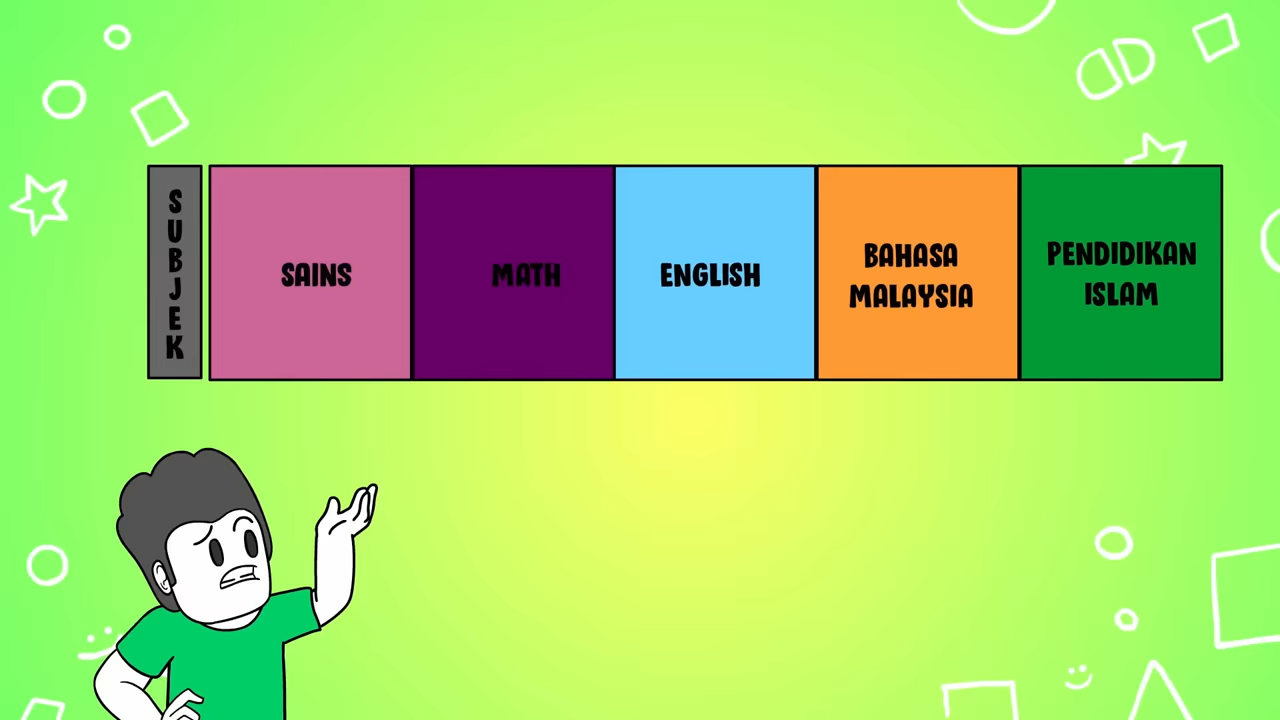 SUBJEK
SAINS
MATH
ENGLISH
BAHASA
MALAYSIA
PENDIDIKAN
ISLAM